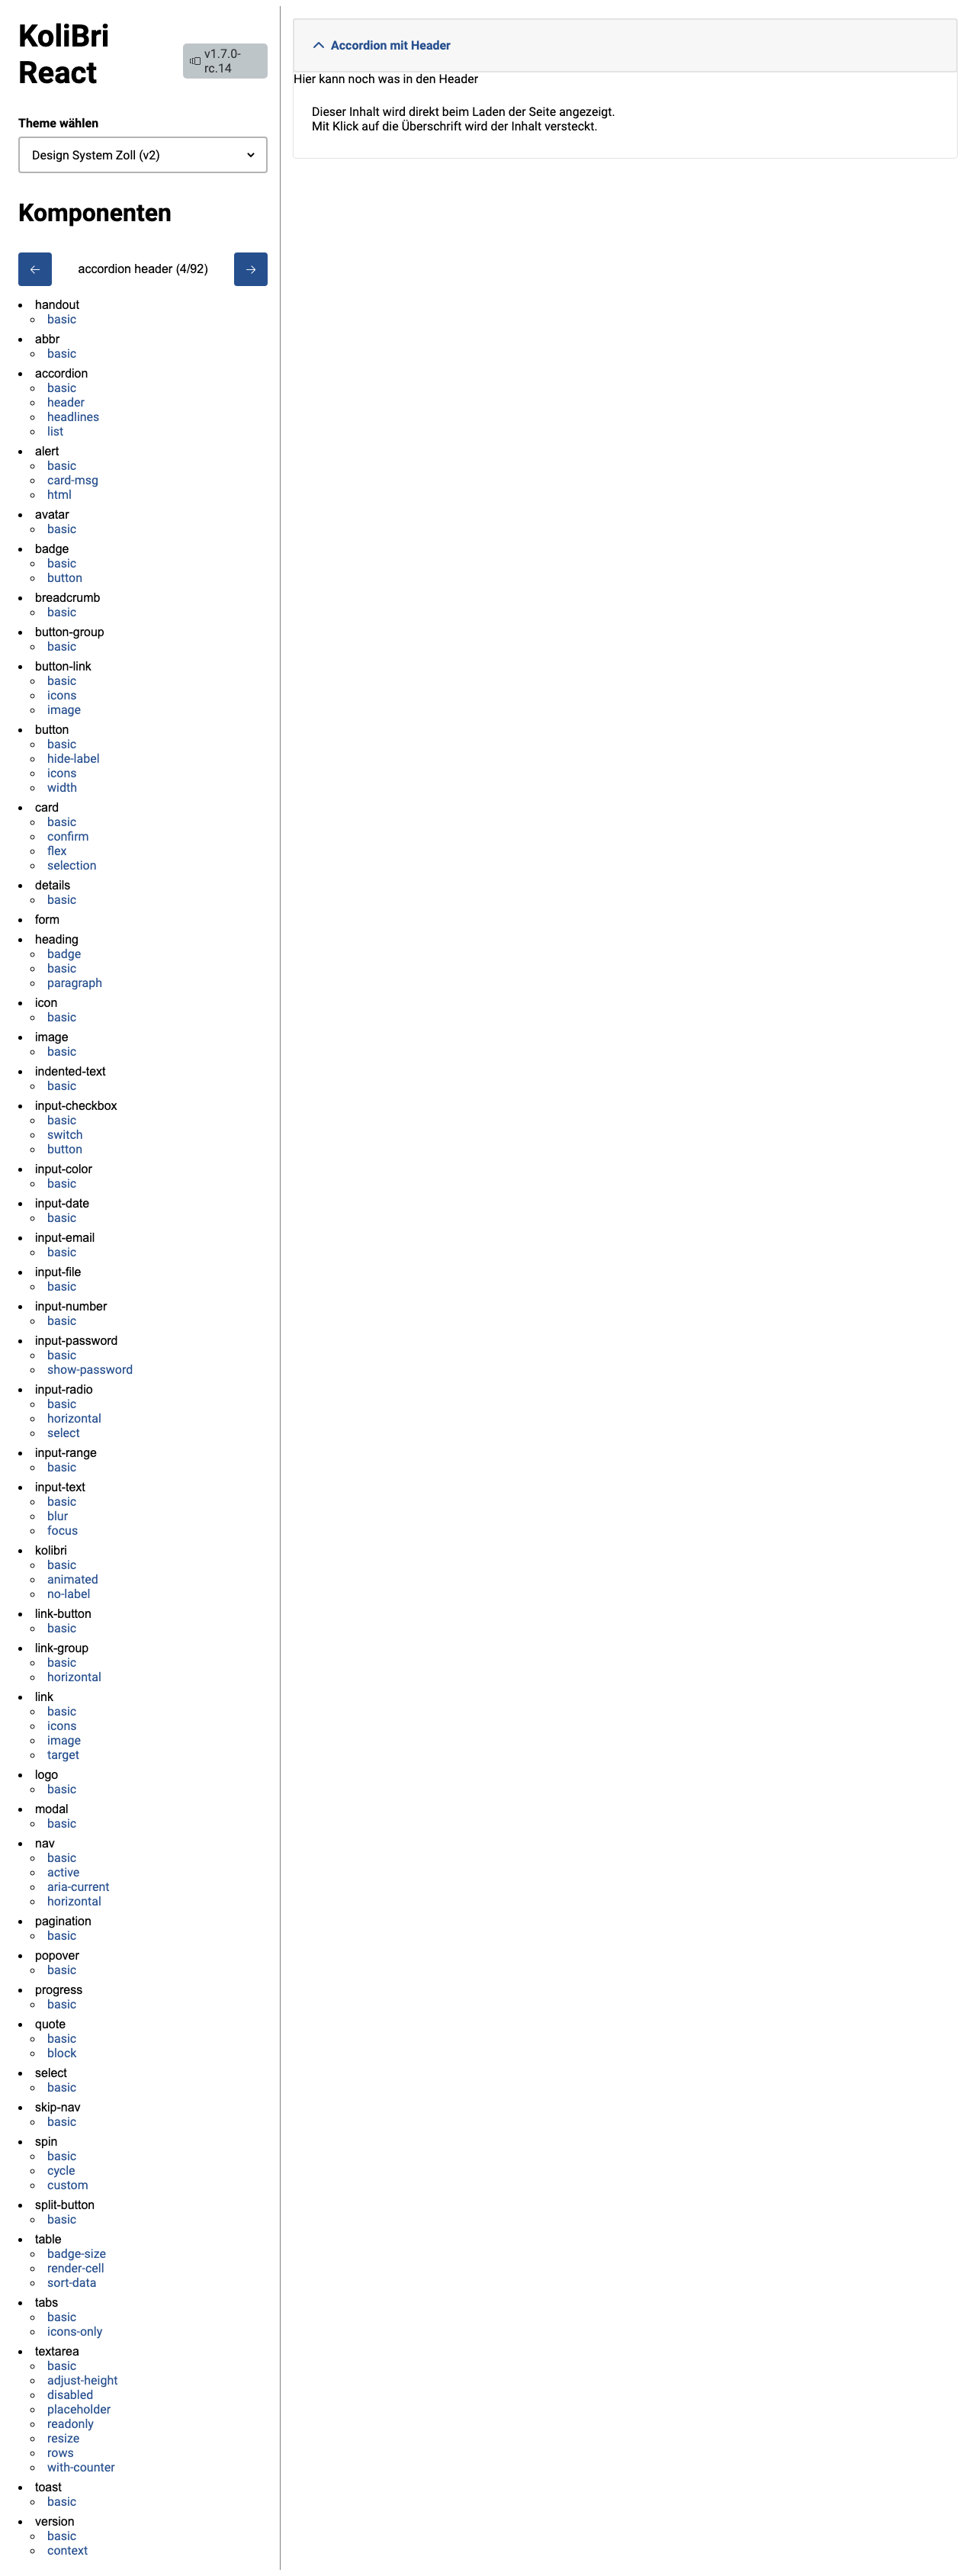 KoliBri
React
v1.7.0-
rc.14
Theme wählen
Design System Zoll (v2)
Komponenten
← accordion header (4/92) →
handout
basic
abbr
basic
accordion
basic
header
headlines
list
alert
basic
card-msg
html
avatar
basic
badge
basic
button
breadcrumb
basic
button-group
basic
button-link
basic
icons
image
button
basic
hide-label
icons
width
card
basic
confirm
flex
selection
details
basic
form
heading
badge
basic
paragraph
icon
basic
image
basic
indented-text
basic
input-checkbox
basic
switch
button
input-color
basic
input-date
basic
input-email
basic
input-file
basic
input-number
basic
input-password
basic
show-password
input-radio
basic
horizontal
select
input-range
basic
input-text
basic
blur
focus
kolibri
basic
animated
no-label
link-button
basic
link-group
basic
horizontal
link
basic
icons
image
target
logo
basic
modal
basic
nav
basic
active
aria-current
horizontal
pagination
basic
popover
basic
progress
basic
quote
basic
block
select
basic
skip-nav
basic
spin
basic
cycle
custom
split-button
basic
table
badge-size
render-cell
sort-data
tabs
basic
icons-only
textarea
basic
adjust-height
disabled
placeholder
readonly
resize
rows
with-counter
toast
basic
version
basic
context
Accordion mit Header
Hier kann noch was in den Header
Dieser Inhalt wird direkt beim Laden der Seite angezeigt.
Mit Klick auf die Überschrift wird der Inhalt versteckt.